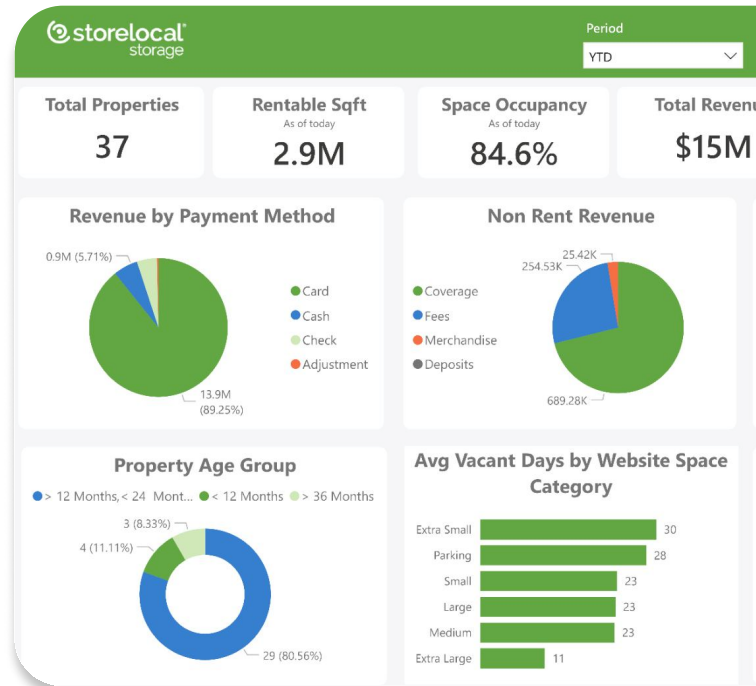 storelocal
storage
Period
YTD
Total Properties
37
Rentable Sqft
As of today
2.9M
Space Occupancy
As of today
84.6%
Total Revenu
$15M
Revenue by Payment Method
0.9M (5.71%)
13.9M
(89.25%)
Card
Cash
Check
Adjustment
Non Rent Revenue
Coverage
Fees
Merchandise
Deposits
25.42K
254.53K
689.28K
Property Age Group
> 12 Months,< 24 Mont... < 12 Months > 36 Months
3 (8.33%)
4 (11.11%)
29 (80.56%)
Avg Vacant Days by Website Space
Category
Extra Small 30
Parking 28
Small 23
Large 23
Medium 23
Extra Large 11